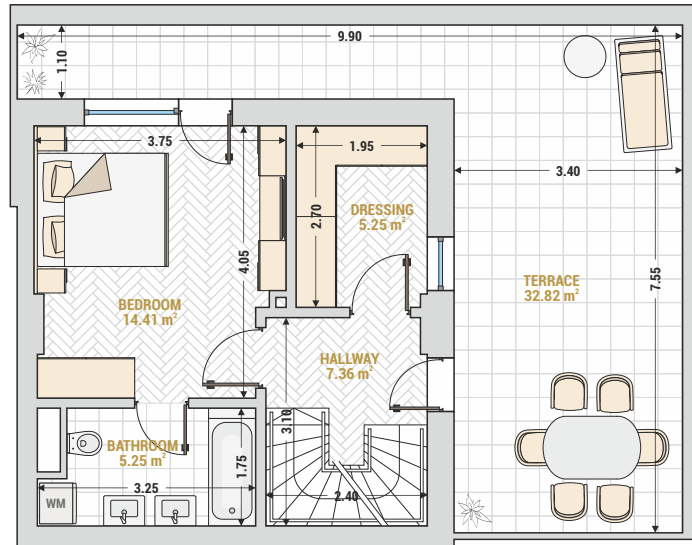 9.90
1.10
3.75
1.95
3.40
DRESSING
5.25 m²
2.70
4.05
7.55
TERRACE
32.82 m²
BEDROOM
14.41 m²
HALLWAY
7.36 m²
3.10
BATHROOM
5.25 m²
1.75
3.25
2.40
WM